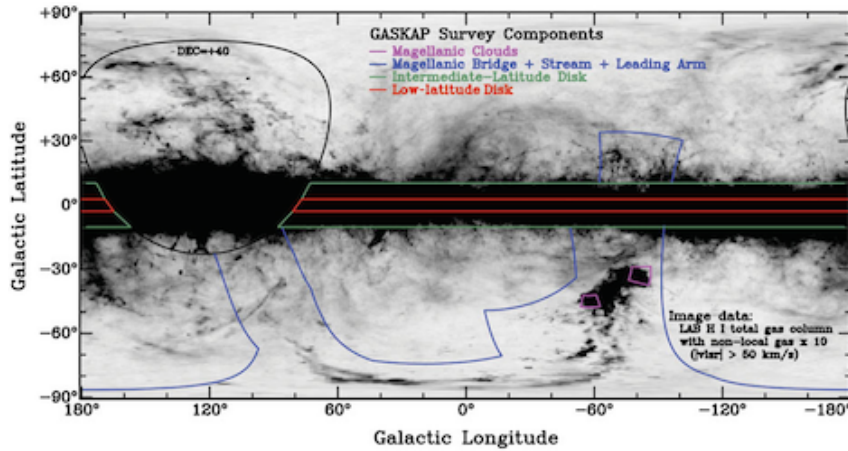 +90°
+60°
+30°
0°
−30°
−60°
−90°
Galactic Latitude
DEC=+40
GASKAP Survey Components
Magellanic Clouds
Magellanic Bridge + Stream + Leading Arm
Intermediate−Latitude Disk
Low−latitude Disk
Image data:
LAB H I total gas column
with non−local gas x 10
(|vlsr| > 50 km/s)
180° 120° 60° 0° −60° −120° −180°
Galactic Longitude